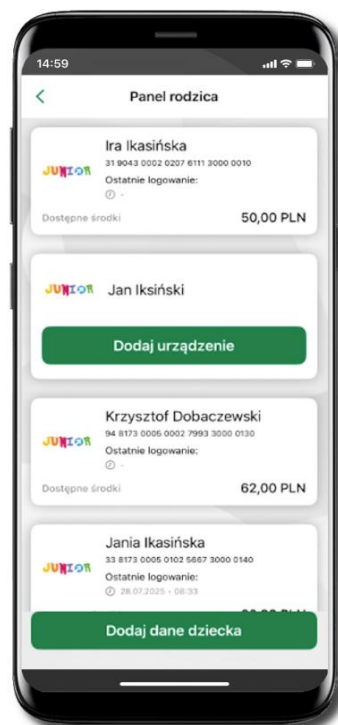 14:59
Panel rodzica
JUNIOR
Ira Ikasińska
31 9043 0002 0207 6111 3000 0010
Ostatnie logowanie:
-
Dostępne środki
50,00 PLN
JUNIOR
Jan Iksiński
Dodaj urządzenie
JUNIOR
Krzysztof Dobaczewski
94 8173 0005 0002 7993 3000 0130
Ostatnie logowanie:
-
Dostępne środki
62,00 PLN
JUNIOR
Jania Ikasińska
33 8173 0005 0102 5667 3000 0140
Ostatnie logowanie:
28.07.2025 - 08:33
Dodaj dane dziecka